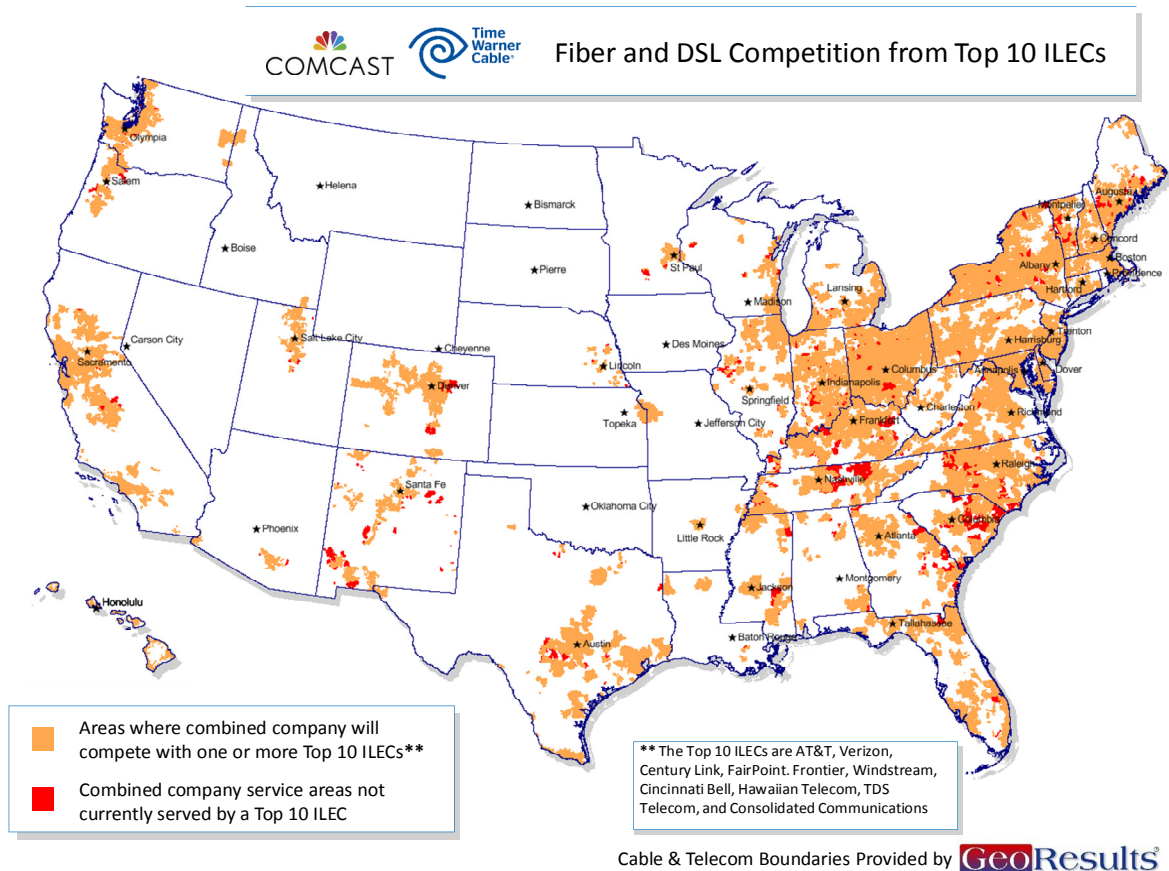 COMCAST
Time
Warner
Cable®
Fiber and DSL Competition from Top 10 ILECs
Olympia
Salem
Helena
Bismarck
Boise
Pierre
St Paul
Augusta
Montpelier
Concord
Albany
Boston
Providence
Hartford
Lansing
Madison
Carson City
Sacramento
Salt Lake City
Cheyenne
Des Moines
Lincoln
Trenton
Harrisburg
Columbus
Annapolis
Dover
Denver
Indianapolis
Springfield
Charleston
Richmond
Topeka
Jefferson City
Frankfort
Raleigh
Nashville
Santa Fe
Oklahoma City
Phoenix
Little Rock
Columbia
Atlanta
Montgomery
Jackson
Honolulu
Tallahassee
Baton Rouge
Austin
Areas where combined company will
compete with one or more Top 10 ILECs**
Combined company service areas not
currently served by a Top 10 ILEC
** The Top 10 ILECs are AT&T, Verizon,
Century Link, FairPoint. Frontier, Windstream,
Cincinnati Bell, Hawaiian Telecom, TDS
Telecom, and Consolidated Communications
Cable & Telecom Boundaries Provided by GeoResults®